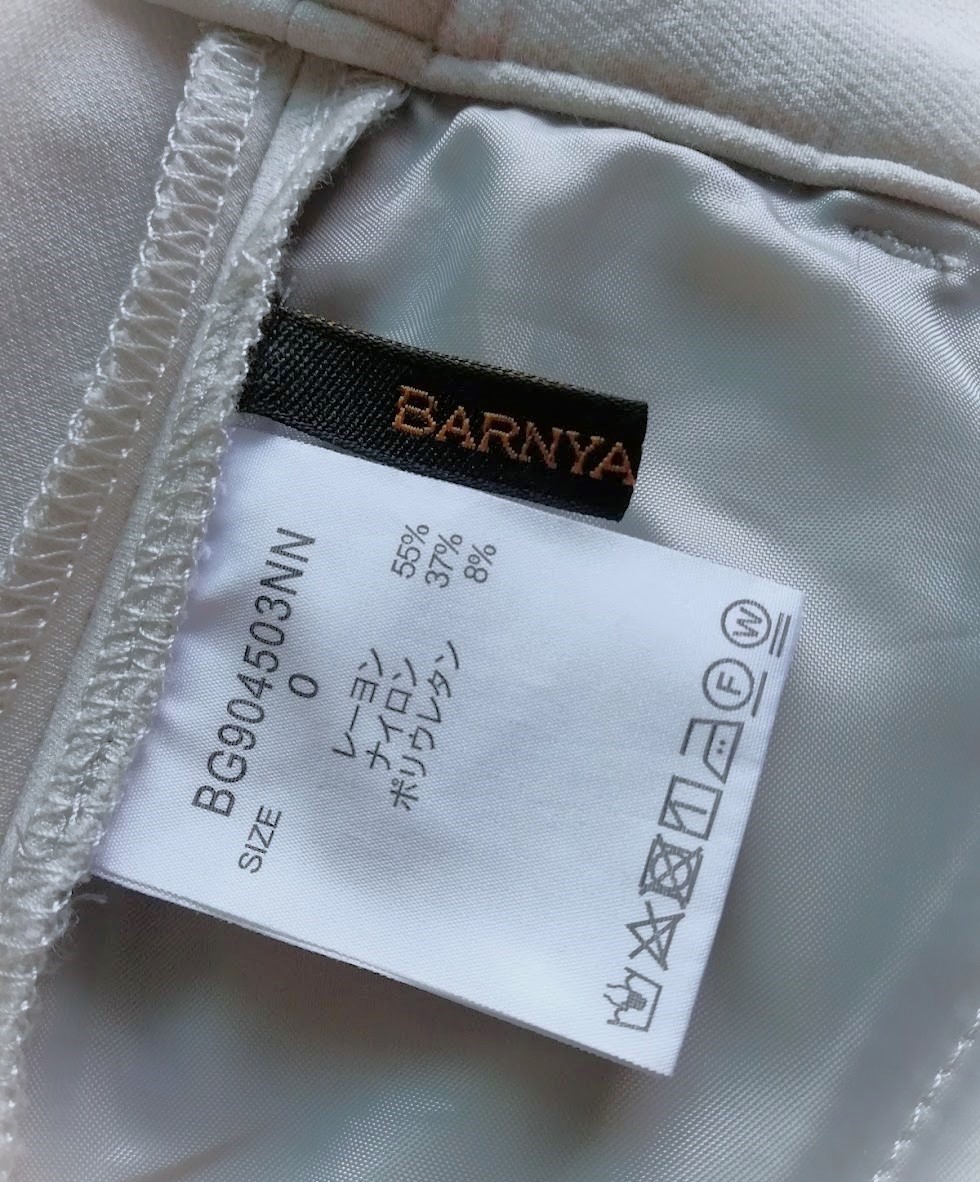 BARNYA
BG904503NN
SIZE 0
レーヨン 55%
ナイロン 37%
ポリウレタン 8%
F
W